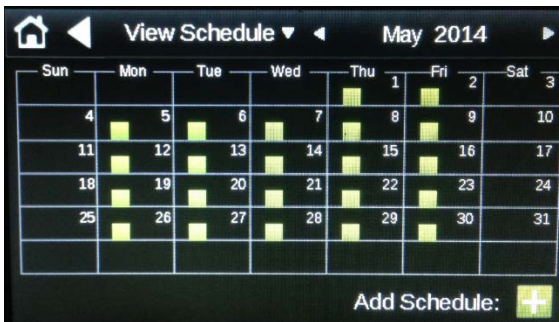 View Schedule May 2014
Sun Mon Tue Wed Thu Fri Sat
1 2 3
4 5 6 7 8 9 10
11 12 13 14 15 16 17
18 19 20 21 22 23 24
25 26 27 28 29 30 31
Add Schedule: